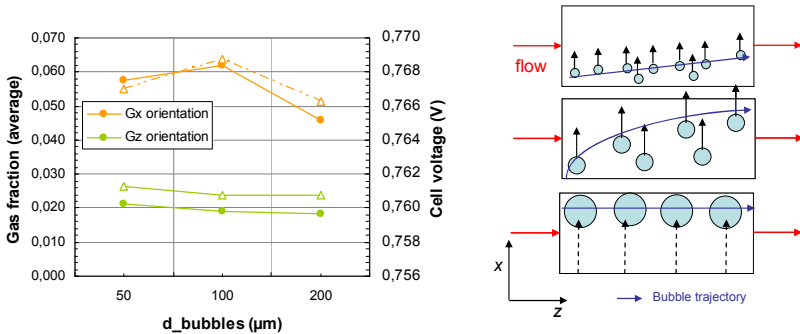 Gas fraction (average)
0,070
0,060
0,050
0,040
0,030
0,020
0,010
0,000
Gx orientation
Gz orientation
50
100
200
d_bubbles (µm)
0,770
0,768
0,766
0,764
0,762
0,760
0,758
0,756
Cell voltage (V)
flow
x
z
Bubble trajectory